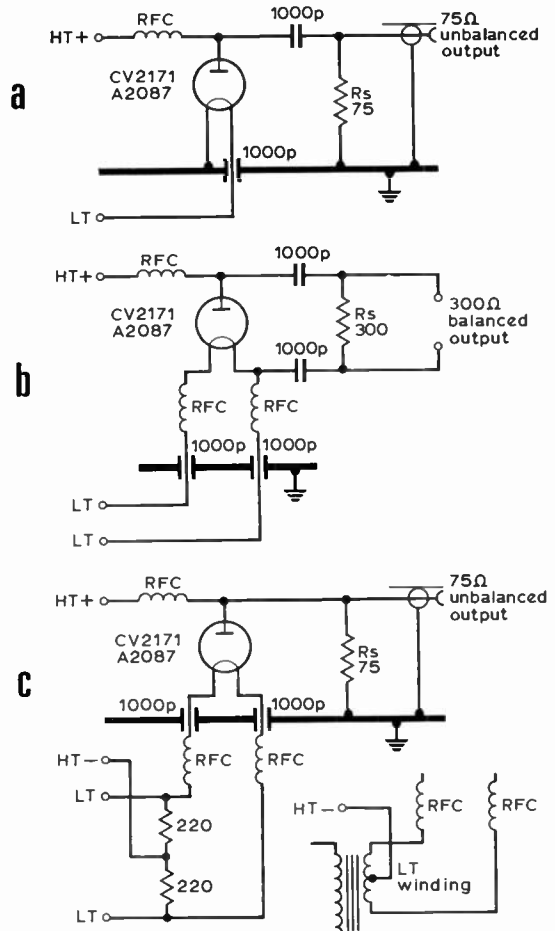 a
RFC
1000p
75Ω
HT+
unbalanced
output
CV2171
A2087
Rs
75
1000p
LT
b
RFC
1000p
HT+
CV2171
A2087
Rs
300
300Ω
balanced
output
1000p
RFC
RFC
1000p
1000p
LT
LT
c
RFC
75Ω
HT+
unbalanced
output
CV2171
A2087
Rs
75
1000p
1000p
HT−
RFC
RFC
LT
220
220
LT
HT−
RFC
RFC
LT
winding